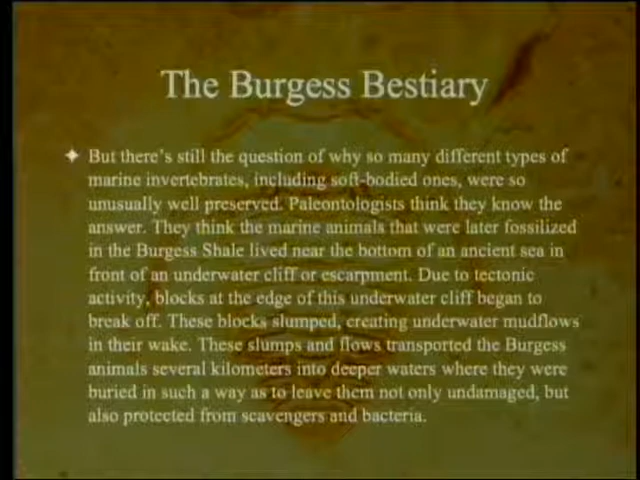 The Burgess Bestiary
But there's still the question of why so many different types of
marine invertebrates, including soft-bodied ones, were so
unusually well preserved. Paleontologists think they know the
answer. They think the marine animals that were later fossilized
in the Burgess Shale lived near the bottom of an ancient sea in
front of an underwater cliff or escarpment. Due to tectonic
activity, blocks at the edge of this underwater cliff began to
break off. These blocks slumped, creating underwater mudflows
in their wake. These slumps and flows transported the Burgess
animals several kilometers into deeper waters where they were
buried in such a way as to leave them not only undamaged, but
also protected from scavengers and bacteria.